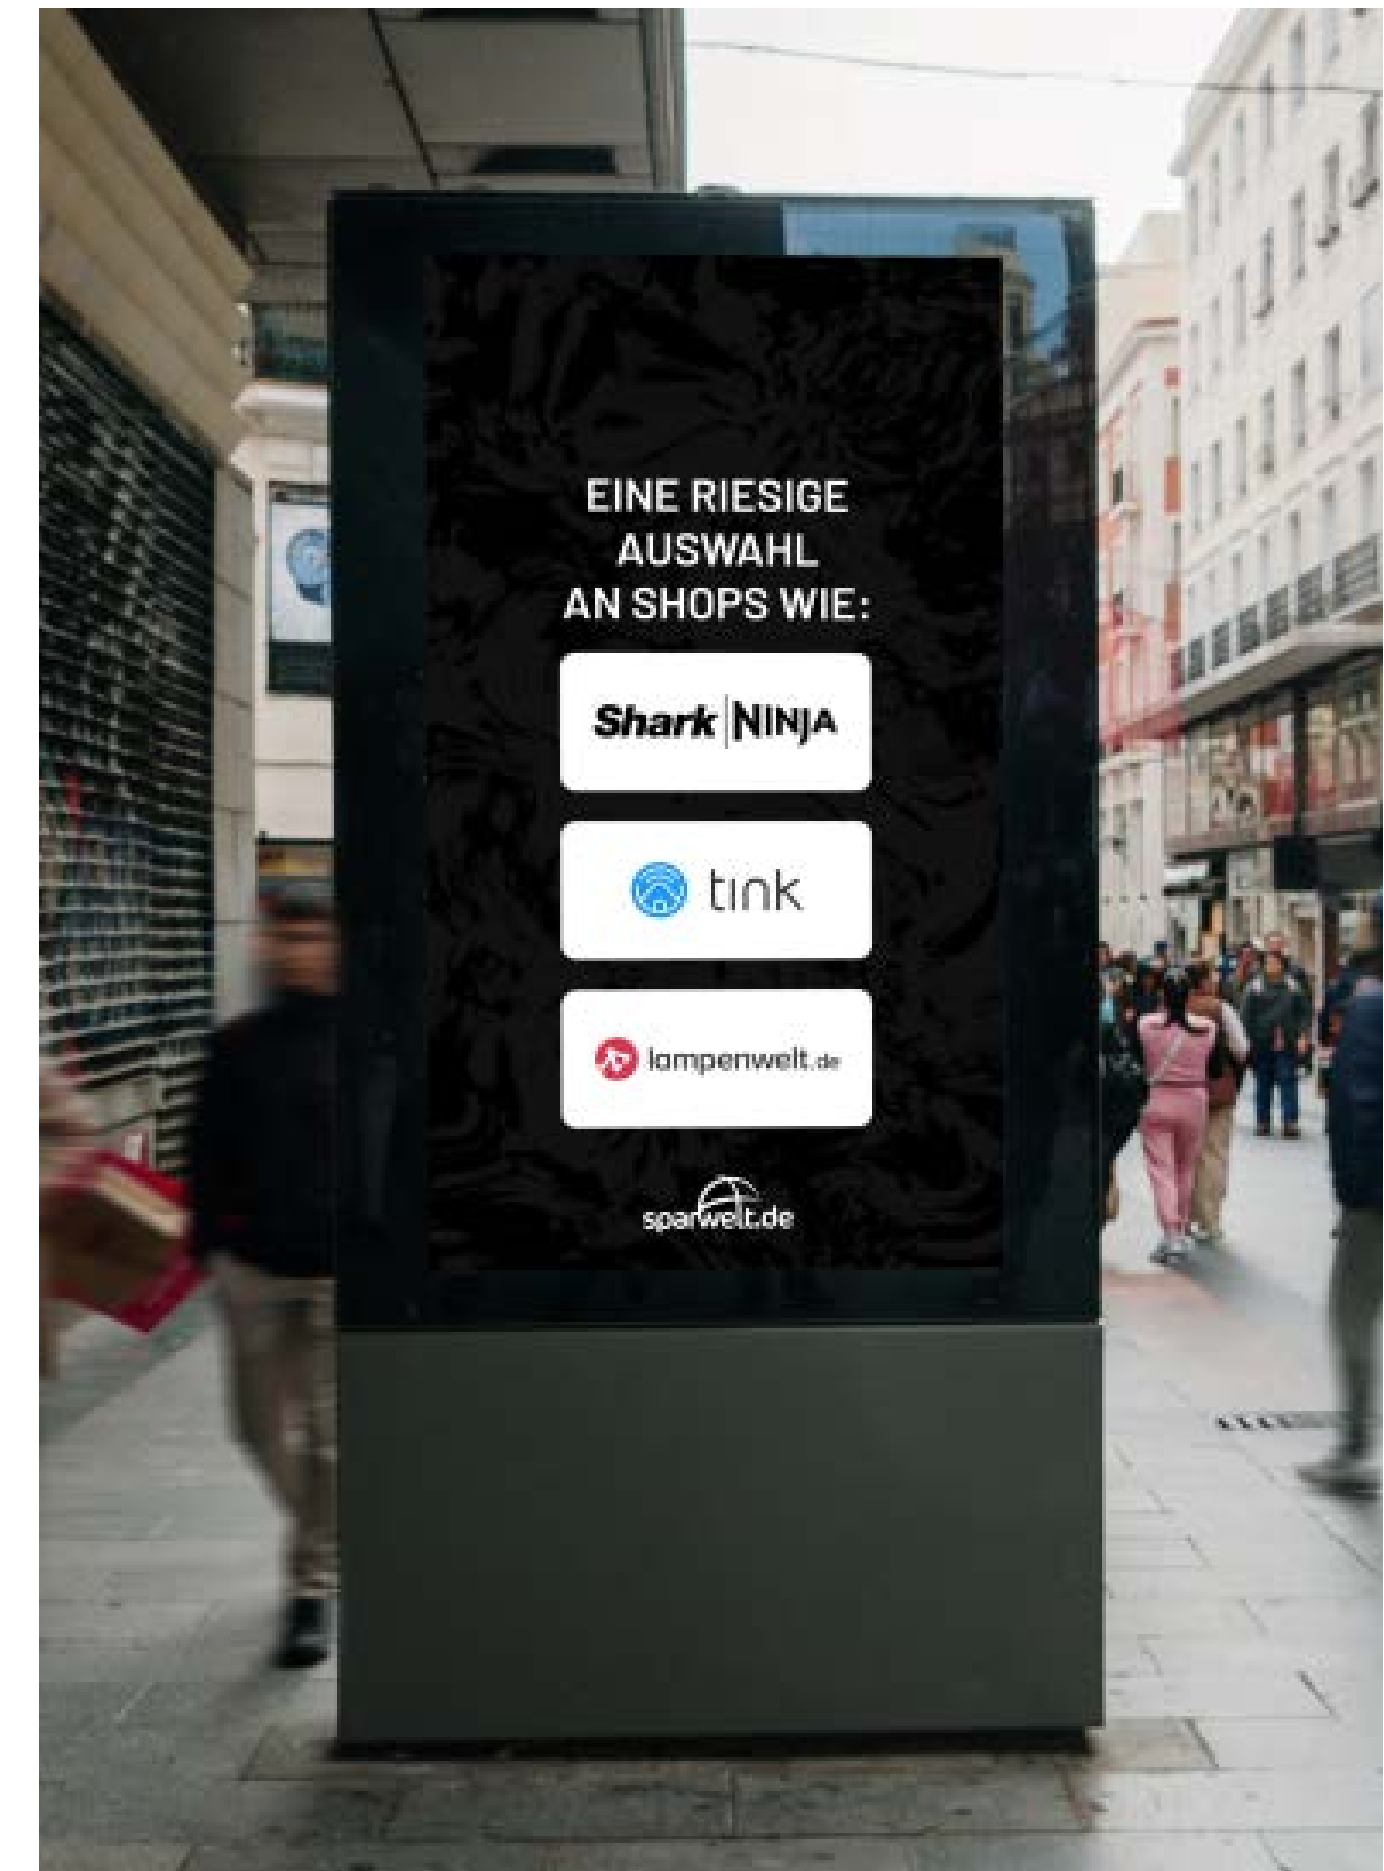 EINE RIESIGE
AUSWAHL
AN SHOPS WIE:
Shark | NINJA
tink
lampenwelt.de
sparwelt.de